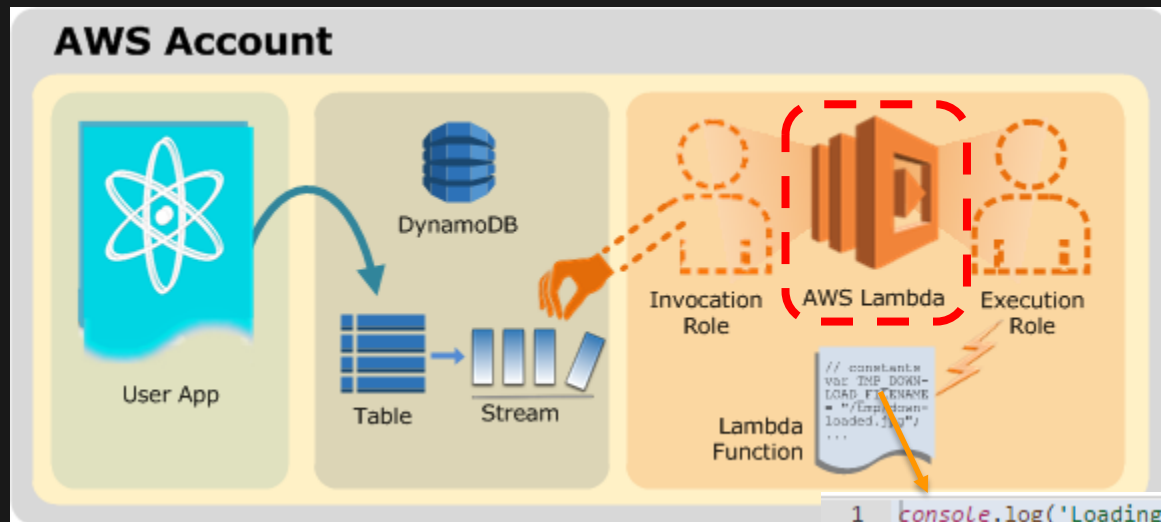 AWS Account
User App
DynamoDB
Table
Stream
Invocation
Role
AWS Lambda
Execution
Role
Lambda
Function
// constants
var TMP_DOWN-
LOAD_FILENAME
= "/tmp/down-
loaded.jpg";
...
1 console.log('Loading